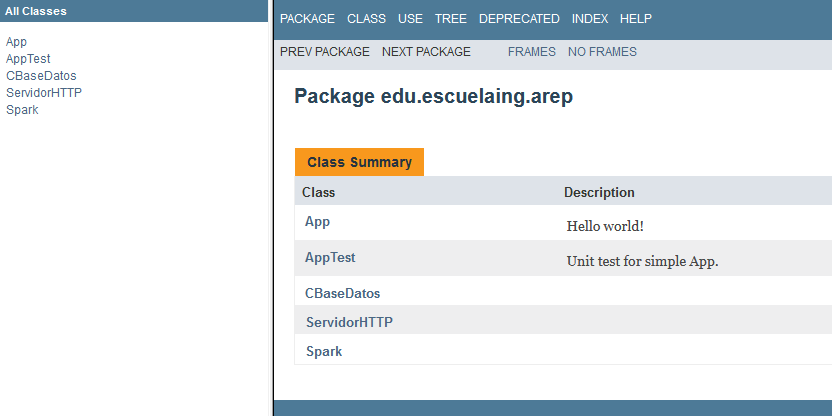 All Classes
App
AppTest
CBaseDatos
ServidorHTTP
Spark
PACKAGE CLASS USE TREE DEPRECATED INDEX HELP
PREV PACKAGE NEXT PACKAGE FRAMES NO FRAMES
Package edu.escuelaing.arep
Class Summary
Class Description
App Hello world!
AppTest Unit test for simple App.
CBaseDatos
ServidorHTTP
Spark